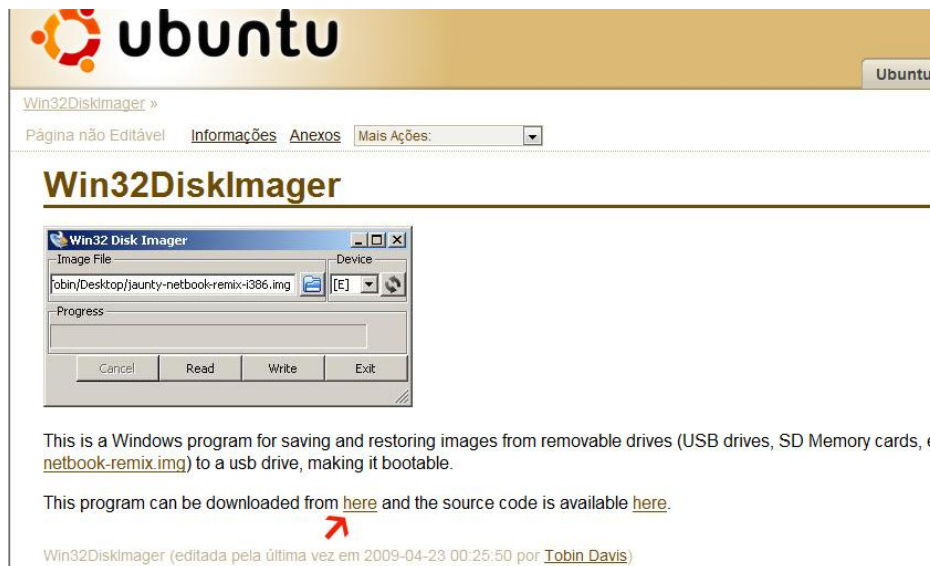 ubuntu
Ubuntu
Win32DiskImager »
Página não Editável Informações Anexos Mais Ações:
Win32DiskImager
Win32 Disk Imager
Image File Device
obin/Desktop/jaunty-netbook-remix-i386.img [E]
Progress
Cancel Read Write Exit
This is a Windows program for saving and restoring images from removable drives (USB drives, SD Memory cards, e
netbook-remix.img) to a usb drive, making it bootable.
This program can be downloaded from here and the source code is available here.
Win32DiskImager (editada pela última vez em 2009-04-23 00:25:50 por Tobin Davis)